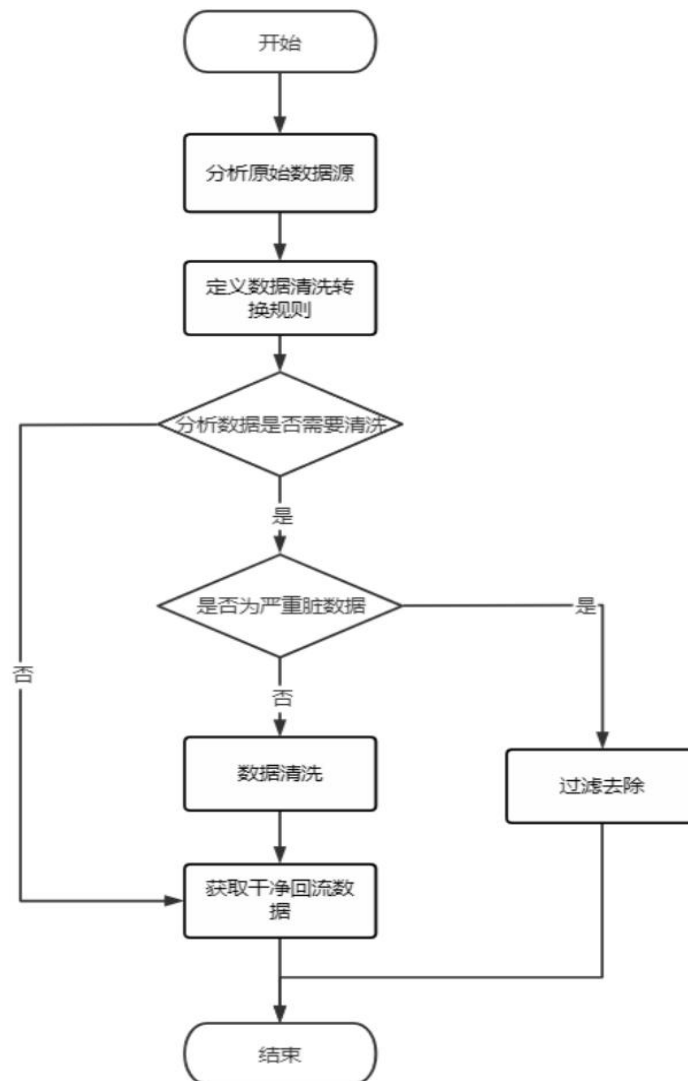 开始
分析原始数据源
定义数据清洗转
换规则
分析数据是否需要清洗
是
是否为严重脏数据
是
否
否
数据清洗
过滤去除
获取干净回流数
据
结束